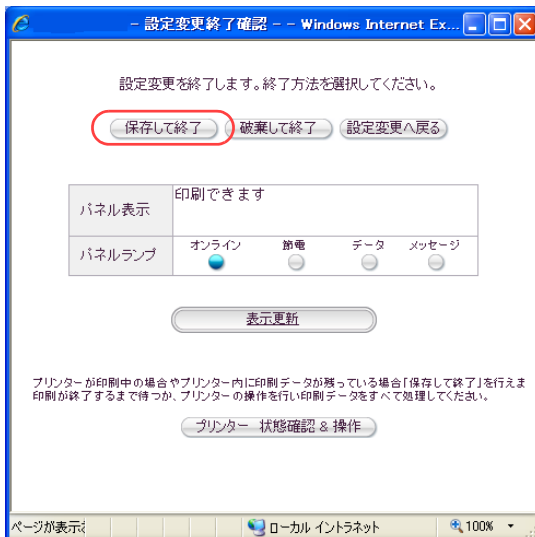 - 設定変更終了確認 - - Windows Internet Ex...
設定変更を終了します。終了方法を選択してください。
保存して終了 破棄して終了 設定変更へ戻る
パネル表示 印刷できます
パネルランプ オンライン 節電 データ メッセージ
表示更新
プリンターが印刷中の場合やプリンター内に印刷データが残っている場合「保存して終了」を行えま
印刷が終了するまで待つか、プリンターの操作を行い印刷データをすべて処理してください。
プリンター 状態確認 & 操作
ページが表示さ ローカル イントラネット 100%